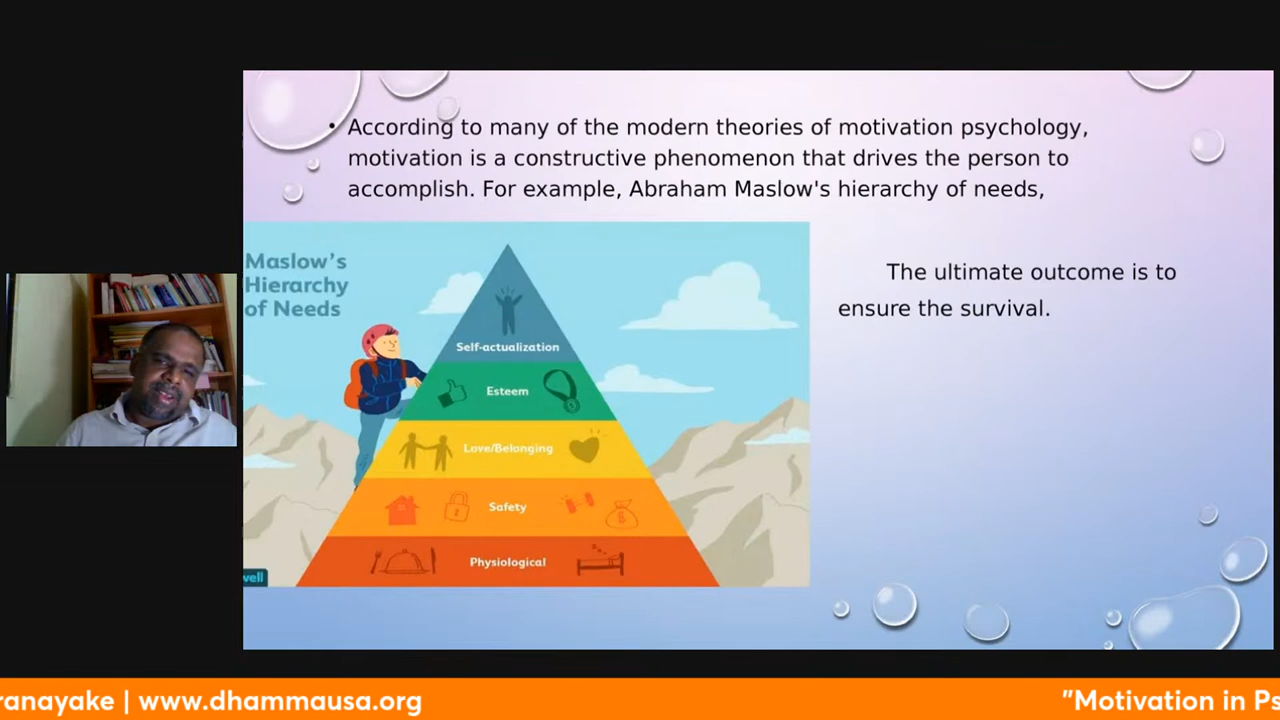 • According to many of the modern theories of motivation psychology,
motivation is a constructive phenomenon that drives the person to
accomplish. For example, Abraham Maslow's hierarchy of needs,
Maslow's
Hierarchy
of Needs
Self-actualization
Esteem
Love/Belonging
Safety
Physiological
well
The ultimate outcome is to
ensure the survival.
ranayake | www.dhammausa.org
"Motivation in Ps